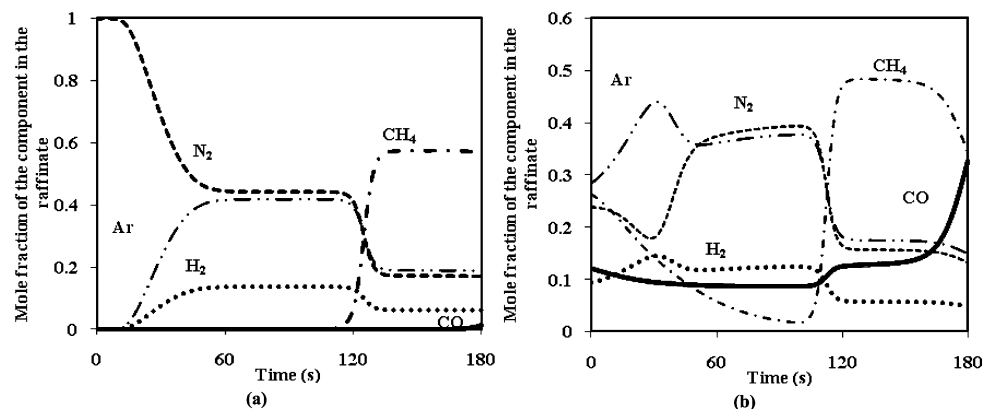 Mole fraction of the component in the
raffinate
1
0.8
0.6
0.4
0.2
0
N₂
Ar
H₂
CH₄
CO
0 60 120 180
Time (s)
(a)
Mole fraction of the component in the
raffinate
0.6
0.5
0.4
0.3
0.2
0.1
0
Ar
N₂
CH₄
CO
H₂
0 60 120 180
Time (s)
(b)